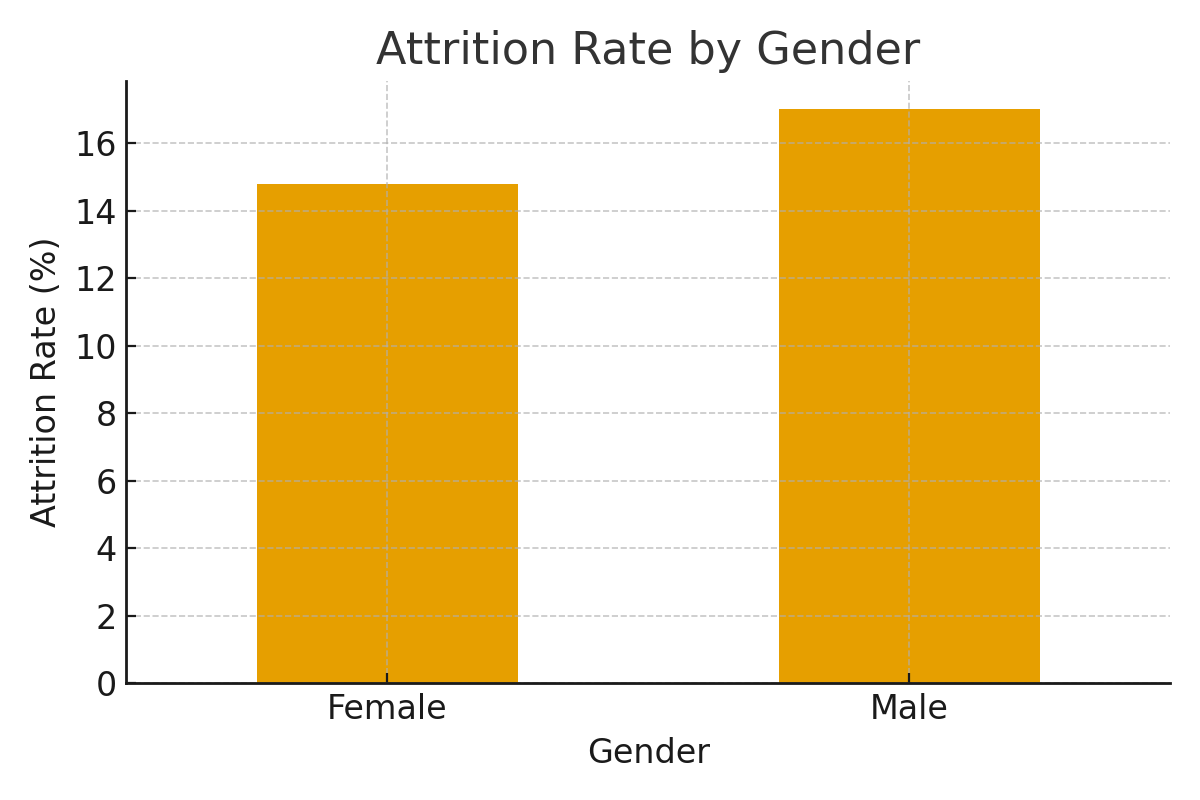 Attrition Rate by Gender
Attrition Rate (%)
16
14
12
10
8
6
4
2
0
Female Male
Gender